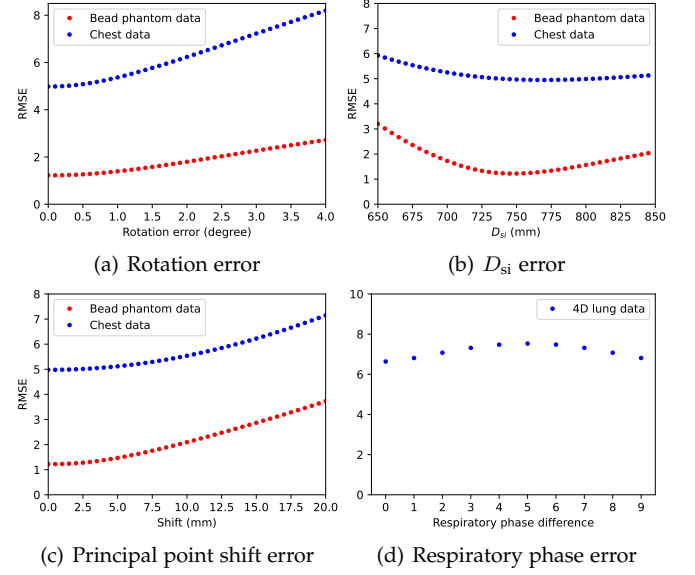 Bead phantom data
Chest data
RMSE
8
6
4
2
0
0.0 0.5 1.0 1.5 2.0 2.5 3.0 3.5 4.0
Rotation error (degree)
(a) Rotation error
Bead phantom data
Chest data
RMSE
8
7
6
5
4
3
2
1
0
650 675 700 725 750 775 800 825 850
Dsi (mm)
(b) Dsi error
Bead phantom data
Chest data
RMSE
8
7
6
5
4
3
2
1
0
0.0 2.5 5.0 7.5 10.0 12.5 15.0 17.5 20.0
Shift (mm)
(c) Principal point shift error
4D lung data
10
8
6
4
2
0
0 1 2 3 4 5 6 7 8 9
Respiratory phase difference
(d) Respiratory phase error